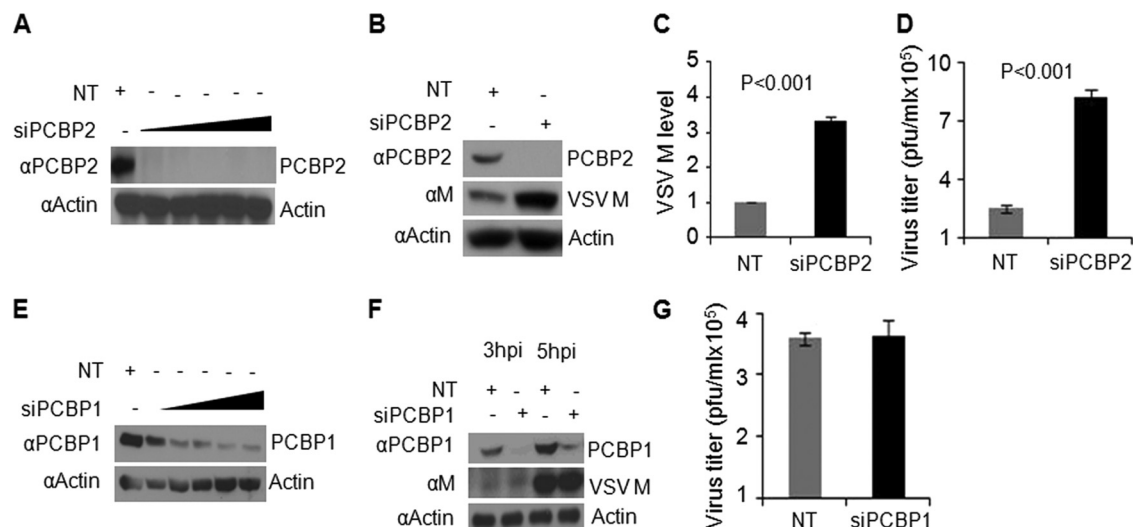 A
NT + - - - - -
siPCBP2 -
αPCBP2 PCBP2
αActin Actin
B
NT + -
siPCBP2 - +
αPCBP2 PCBP2
αM VSV M
αActin Actin
C
P<0.001
VSV M level
5
4
3
2
1
0
NT siPCBP2
D
P<0.001
Virus titer (pfu/mlx10⁵)
10
7
4
1
NT siPCBP2
E
NT + - - - - -
siPCBP1 -
αPCBP1 PCBP1
αActin Actin
F
3hpi 5hpi
NT + - + -
siPCBP1 - + - +
αPCBP1 PCBP1
αM VSV M
αActin Actin
G
Virus titer (pfu/mlx10⁵)
4
3
2
1
NT siPCBP1